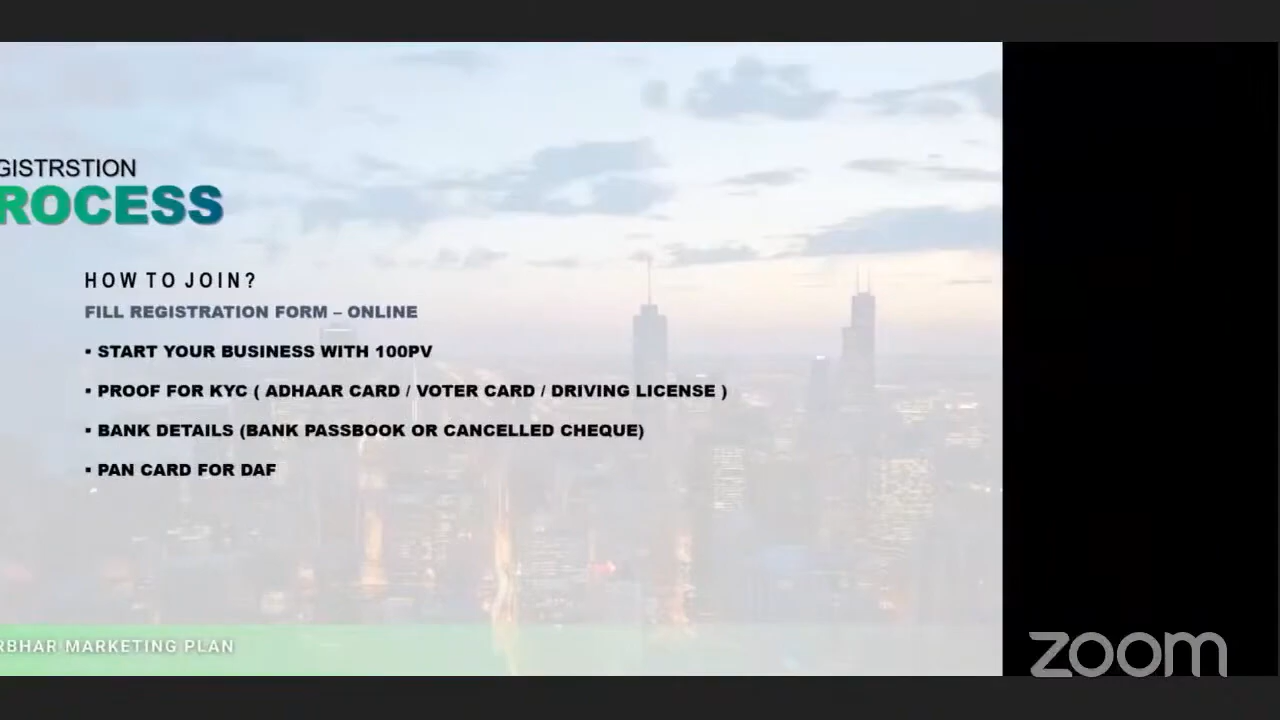 GISTRSTION
ROCESS
HOW TO JOIN?
FILL REGISTRATION FORM – ONLINE
▪ START YOUR BUSINESS WITH 100PV
▪ PROOF FOR KYC ( ADHAAR CARD / VOTER CARD / DRIVING LICENSE )
▪ BANK DETAILS (BANK PASSBOOK OR CANCELLED CHEQUE)
▪ PAN CARD FOR DAF
RBHAR MARKETING PLAN
zoom